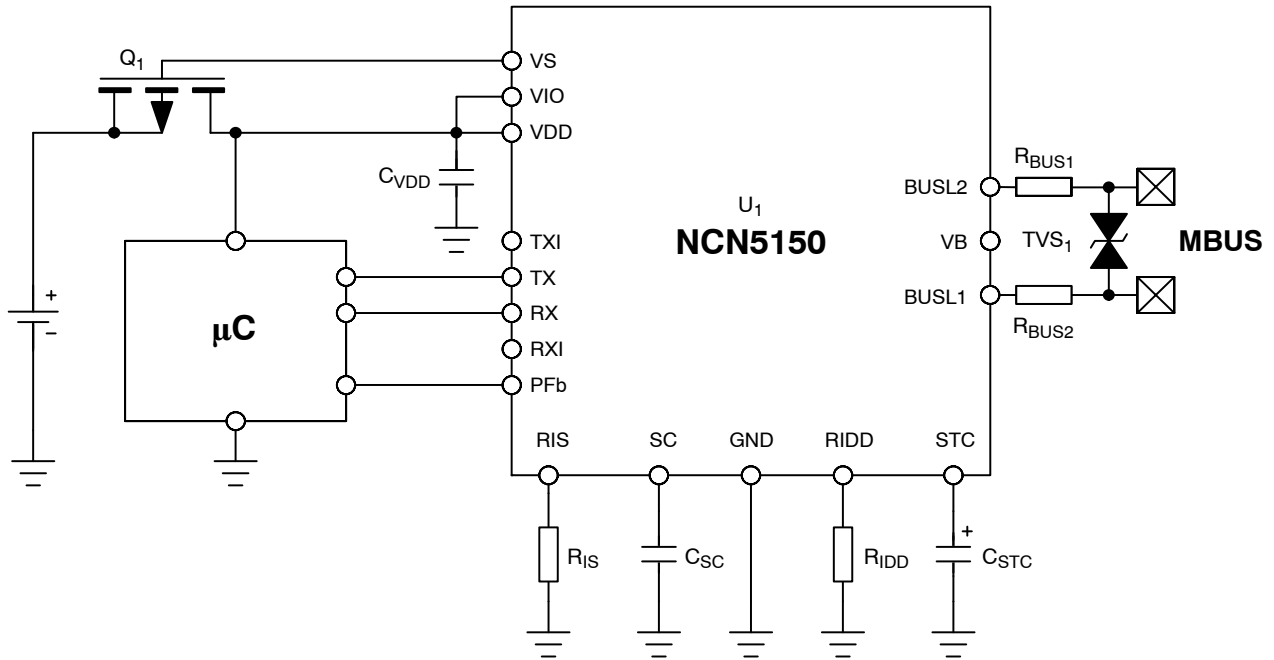 Q1
VS
VIO
VDD
CVDD
+
−
µC
TXI
TX
RX
RXI
PFb
U1
NCN5150
BUSL2
VB
BUSL1
RBUS1
TVS1
RBUS2
MBUS
RIS
SC
GND
RIDD
STC
RIS
CSC
RIDD
+
CSTC